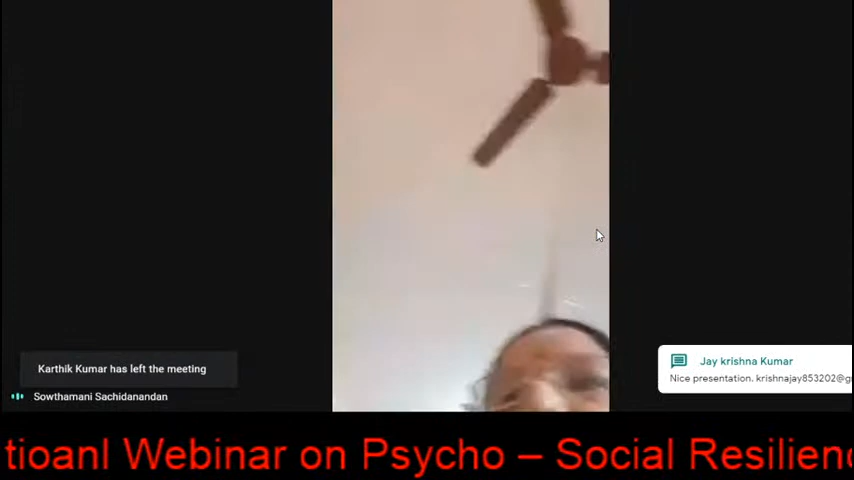 Karthik Kumar has left the meeting
Sowthamani Sachidanandan
Jay krishna Kumar
Nice presentation. krishnajay853202@g
tioanl Webinar on Psycho – Social Resilienc